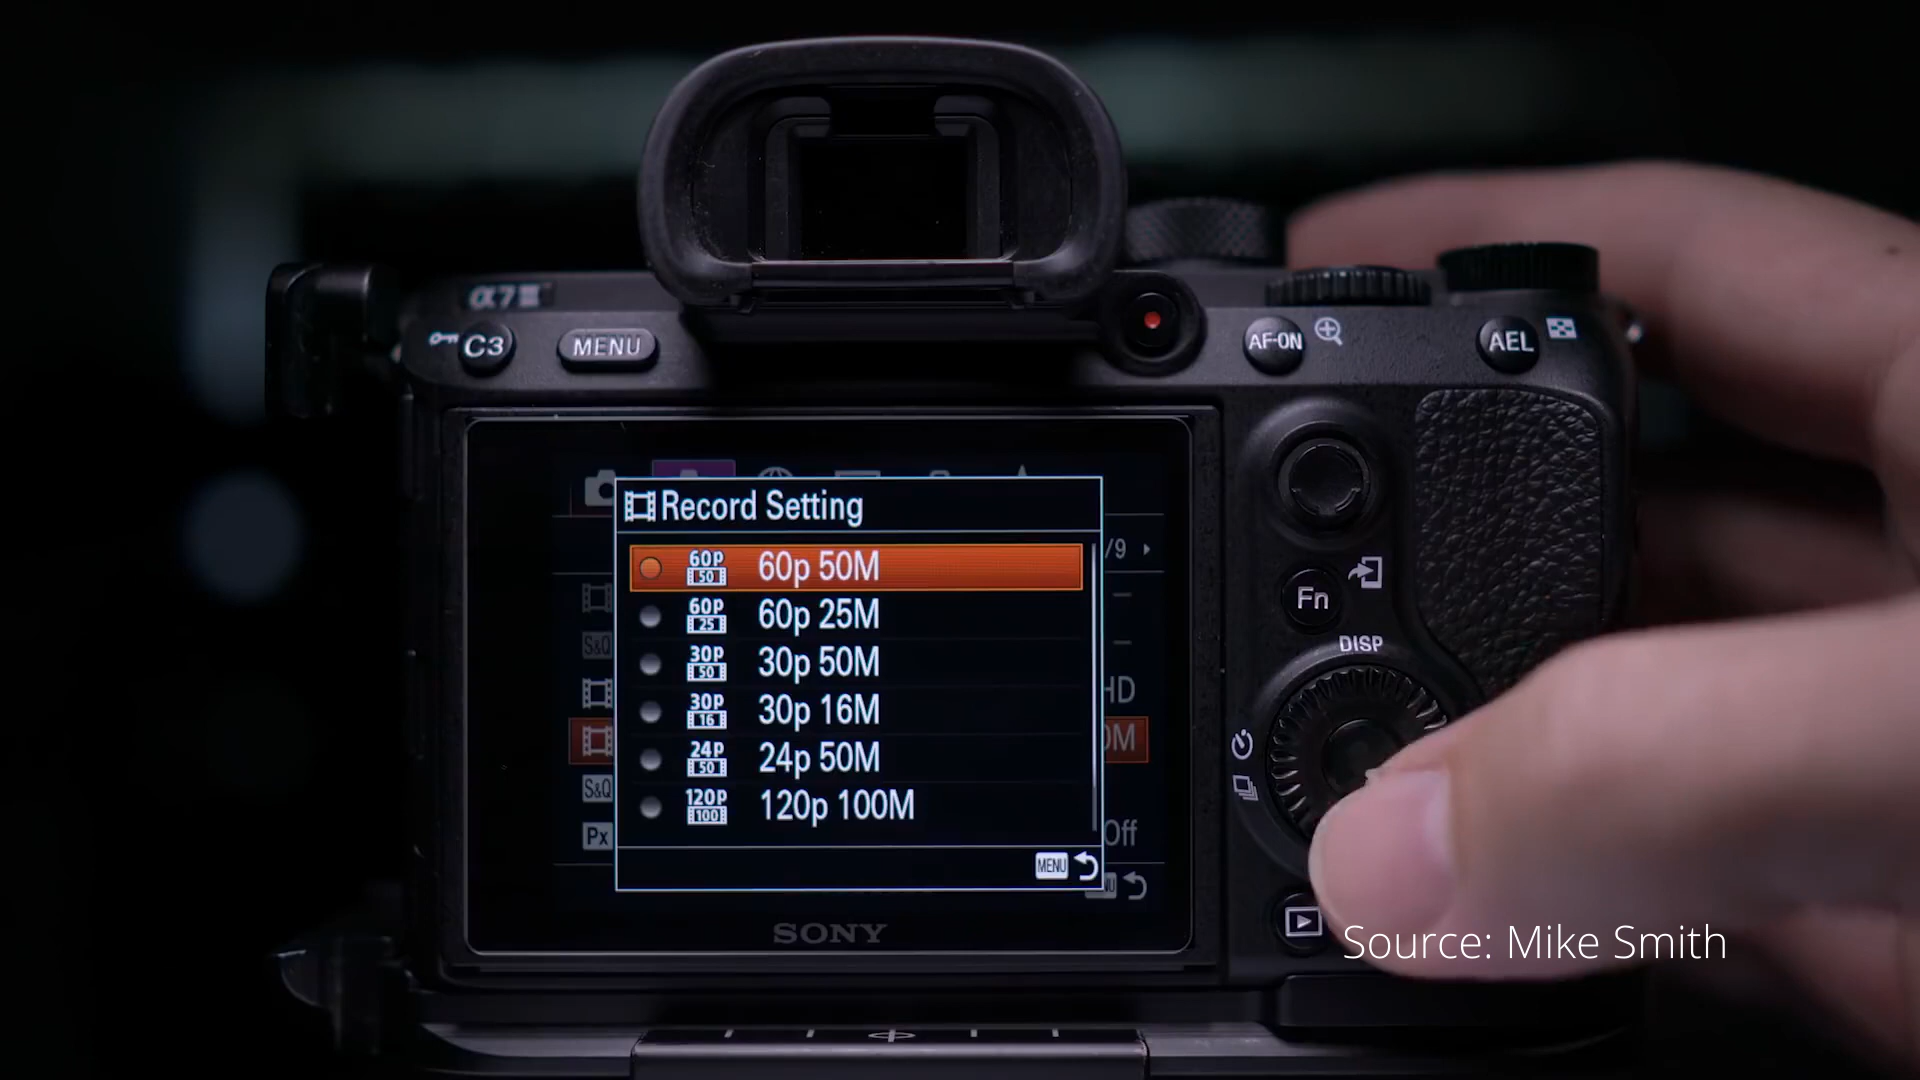 α7III
C3
MENU
AF-ON
AEL
Record Setting
60P 50 60p 50M
60P 25 60p 25M
30P 50 30p 50M
30P 16 30p 16M
24P 50 24p 50M
120P 100 120p 100M
MENU
/9
S&Q
HD
0M
S&Q
Px
Off
Fn
DISP
SONY
Source: Mike Smith